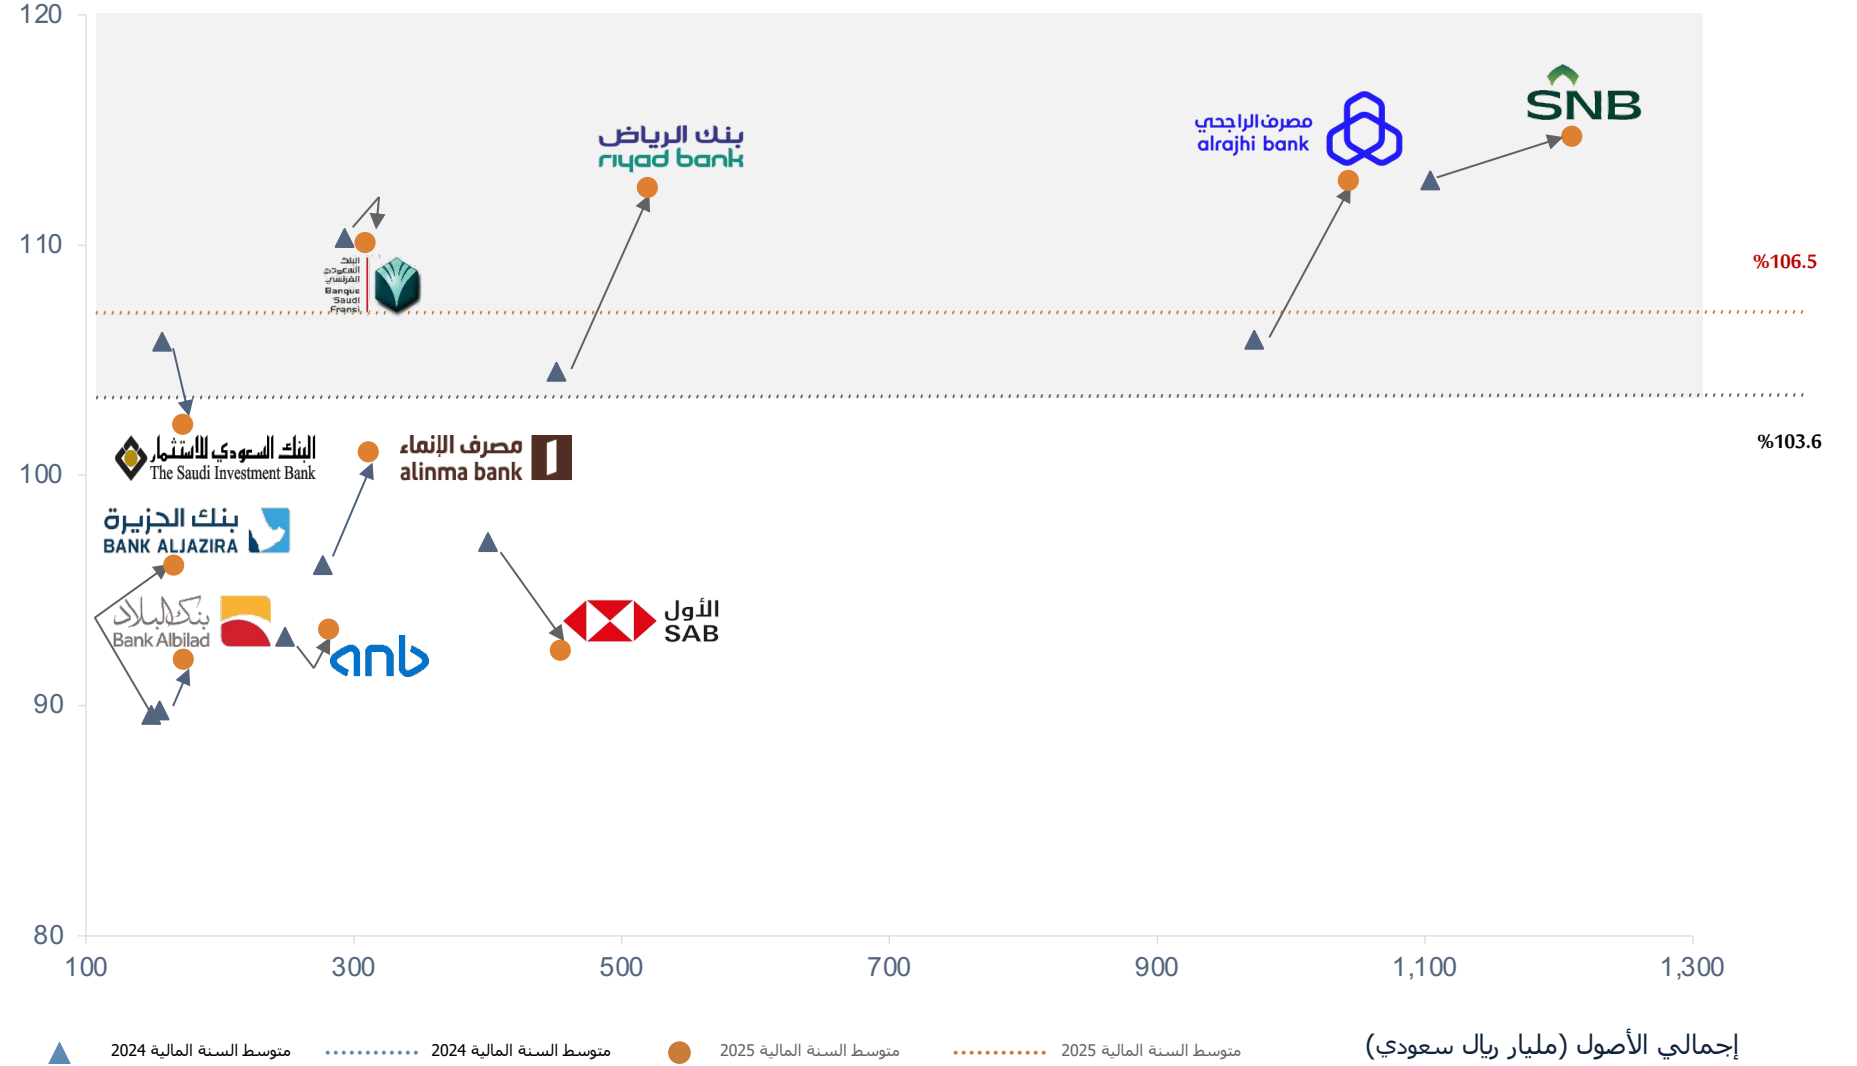 120
SNB
مصرف الراجحي
alrajhi bank
بنك الرياض
riyad bank
110
%106.5
البنك
السعودي
الفرنسي
Banque
Saudi
Fransi
%103.6
البنك السعودي للاستثمار
The Saudi Investment Bank
مصرف الإنماء
alinma bank
100
بنك الجزيرة
BANK ALJAZIRA
بنك البلاد
Bank Albilad
الأول
SAB
anb
90
80
100 300 500 700 900 1,100 1,300
إجمالي الأصول (مليار ريال سعودي)
متوسط السنة المالية 2024
متوسط السنة المالية 2024
متوسط السنة المالية 2025
متوسط السنة المالية 2025